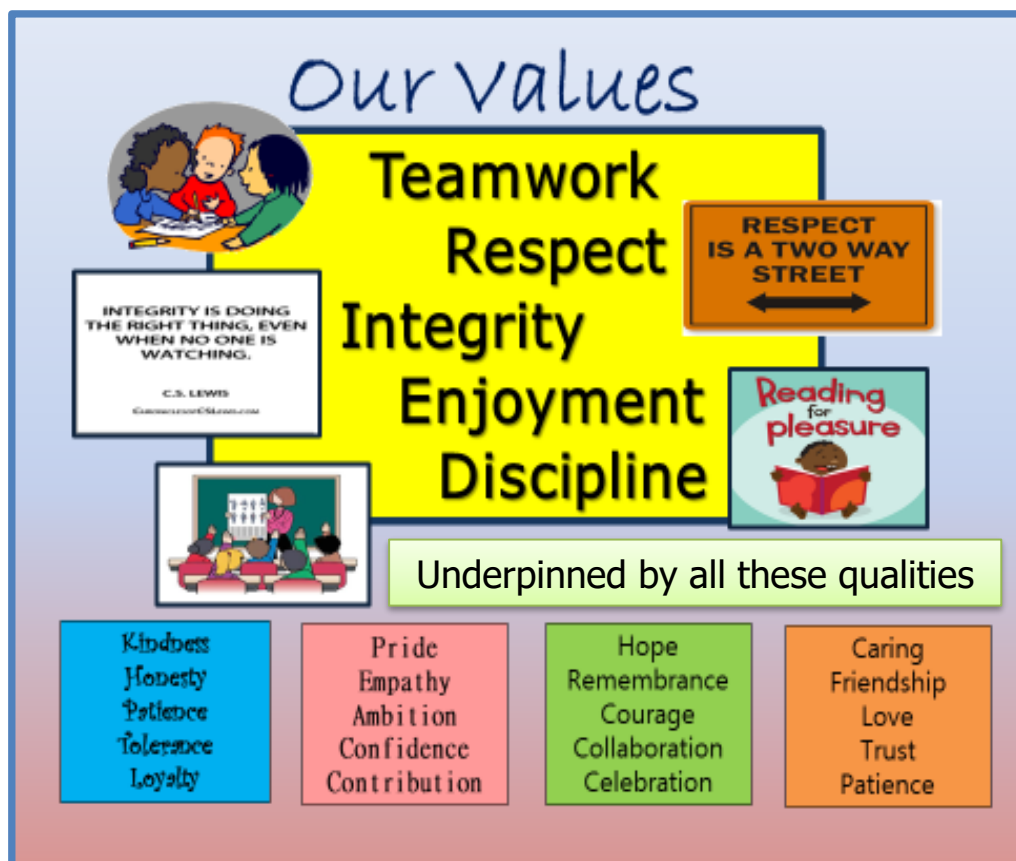 Our Values
Teamwork
Respect
Integrity
Enjoyment
Discipline
RESPECT
IS A TWO WAY
STREET
INTEGRITY IS DOING
THE RIGHT THING, EVEN
WHEN NO ONE IS
WATCHING.
C.S. LEWIS
Reading
for
pleasure
Underpinned by all these qualities
Kindness
Honesty
Patience
Tolerance
Loyalty
Pride
Empathy
Ambition
Confidence
Contribution
Hope
Remembrance
Courage
Collaboration
Celebration
Caring
Friendship
Love
Trust
Patience